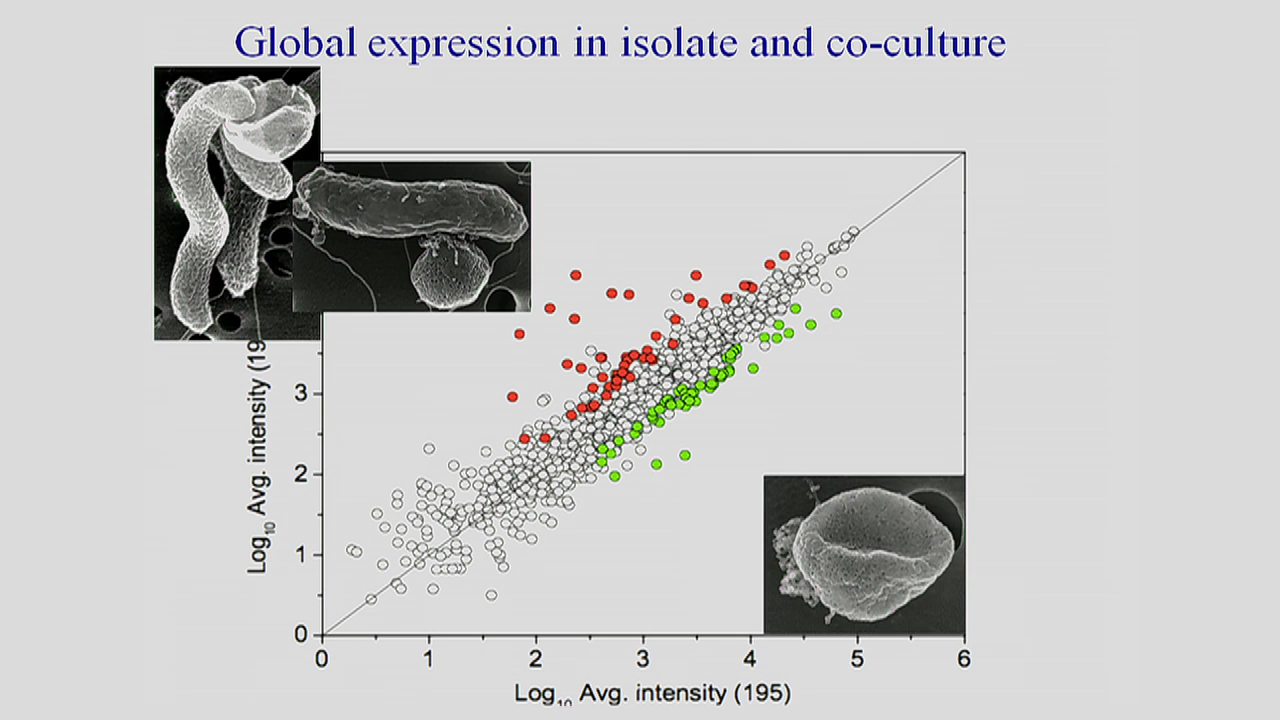 Global expression in isolate and co-culture
Log10 Avg. intensity (19
3
2
1
0
0 1 2 3 4 5 6
Log10 Avg. intensity (195)